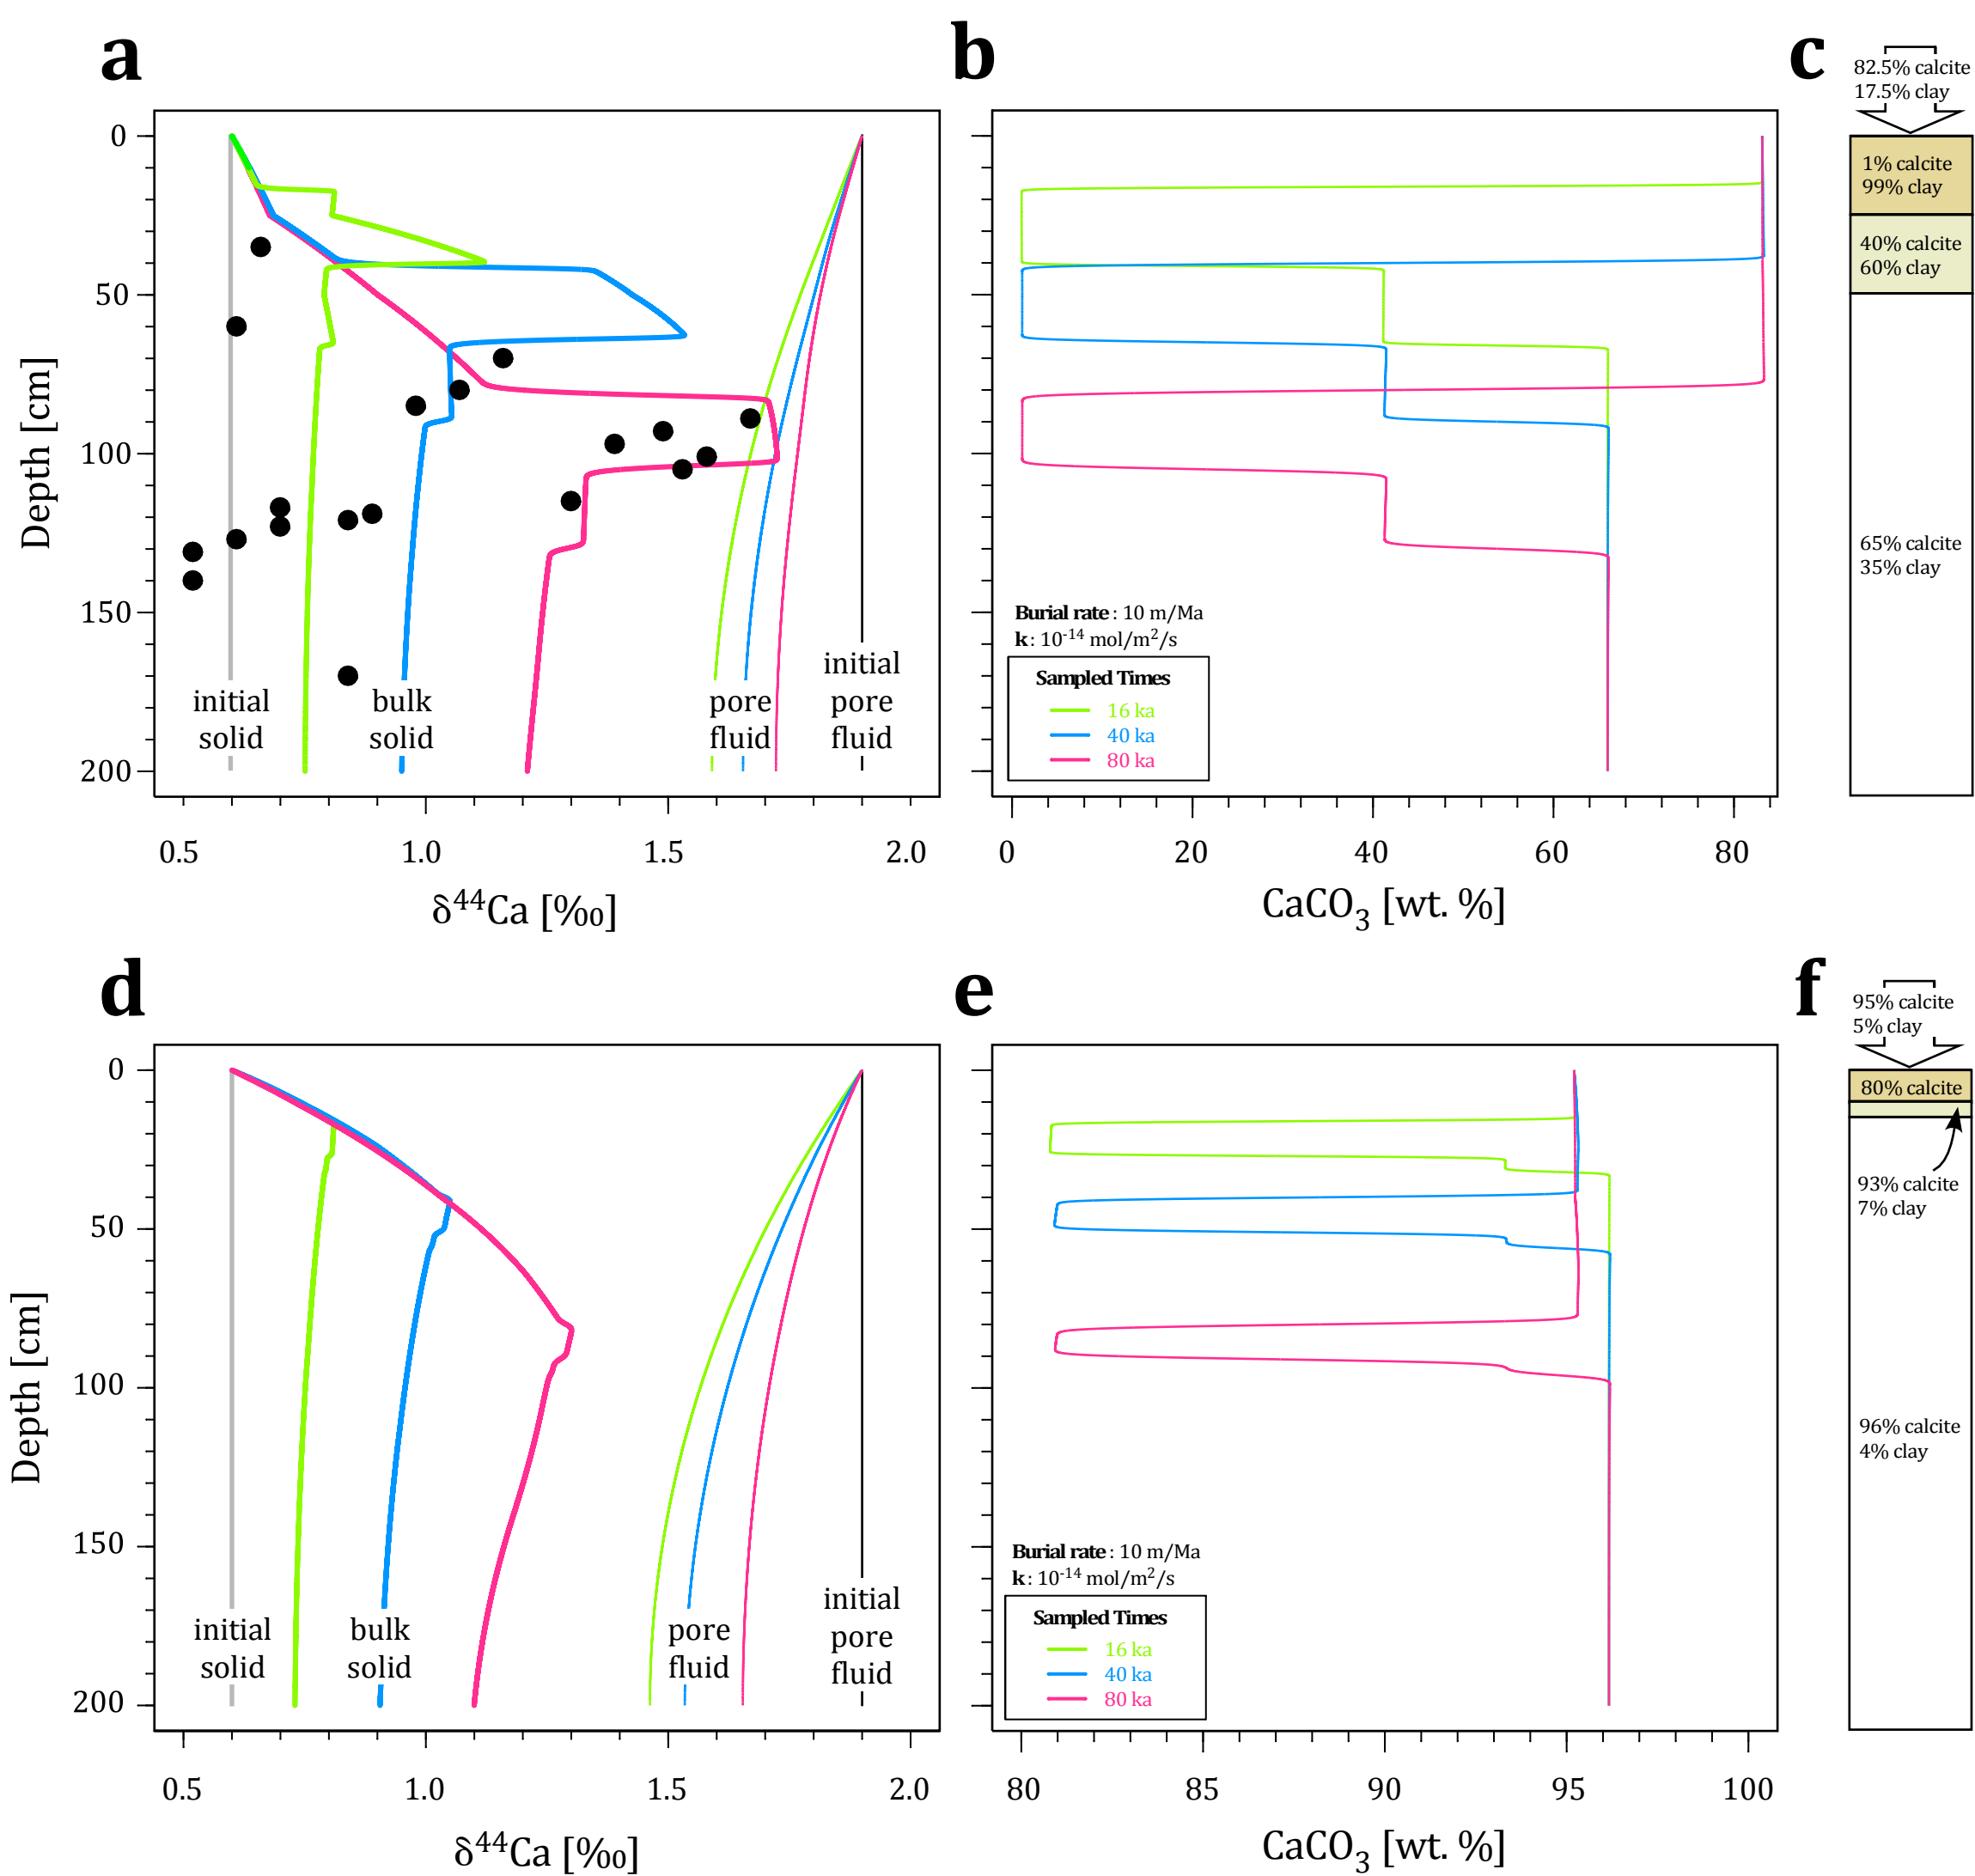 a
b
c
82.5% calcite
17.5% clay
0
50
100
150
200
Depth [cm]
initial
solid
bulk
solid
pore
fluid
initial
pore
fluid
0.5
1.0
1.5
2.0
δ⁴⁴Ca [‰]
Burial rate : 10 m/Ma
k : 10⁻¹⁴ mol/m²/s
Sampled Times
16 ka
40 ka
80 ka
0
20
40
60
80
CaCO₃ [wt. %]
1% calcite
99% clay
40% calcite
60% clay
65% calcite
35% clay
d
e
f
95% calcite
5% clay
0
50
100
150
200
Depth [cm]
initial
solid
bulk
solid
pore
fluid
initial
pore
fluid
0.5
1.0
1.5
2.0
δ⁴⁴Ca [‰]
Burial rate : 10 m/Ma
k : 10⁻¹⁴ mol/m²/s
Sampled Times
16 ka
40 ka
80 ka
80
85
90
95
100
CaCO₃ [wt. %]
80% calcite
93% calcite
7% clay
96% calcite
4% clay